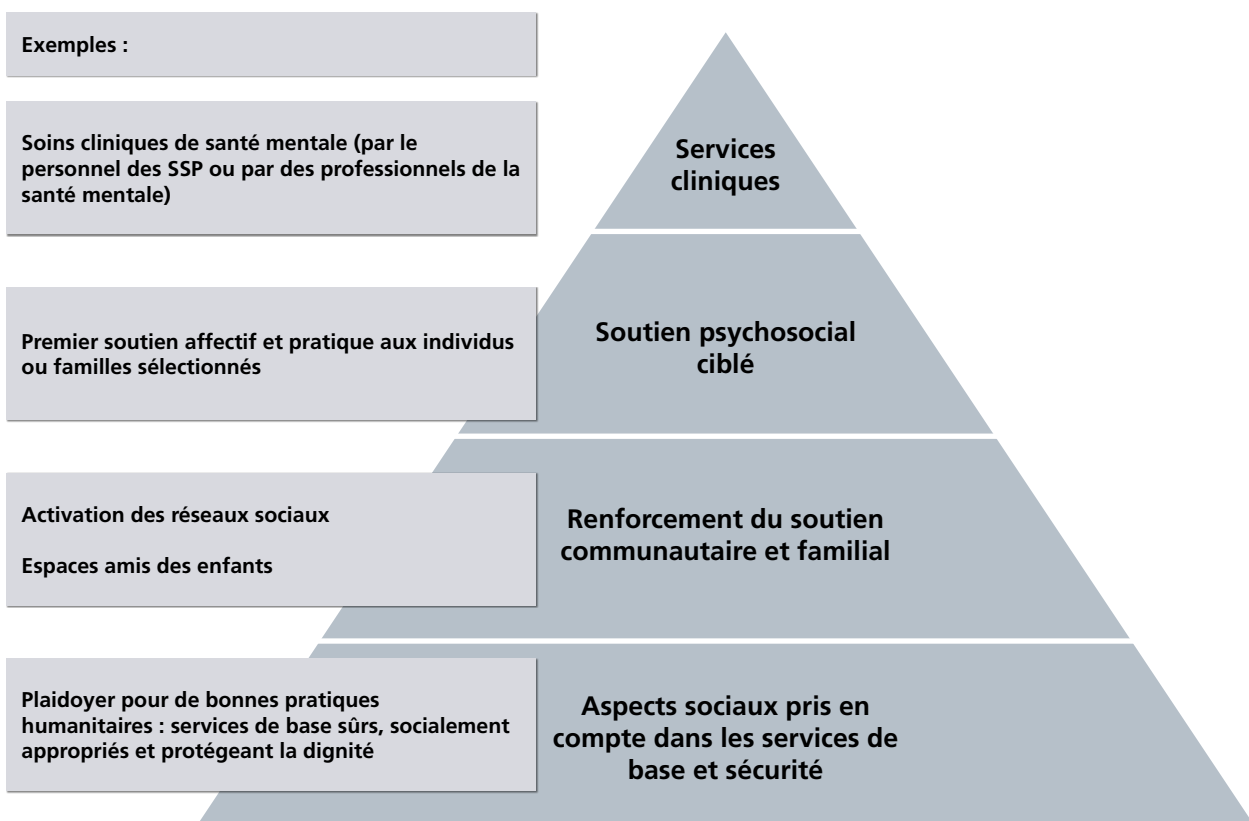 Exemples :
Soins cliniques de santé mentale (par le
personnel des SSP ou par des professionnels de la
santé mentale)
Services
cliniques
Premier soutien affectif et pratique aux individus
ou familles sélectionnés
Soutien psychosocial
ciblé
Activation des réseaux sociaux
Espaces amis des enfants
Renforcement du soutien
communautaire et familial
Plaidoyer pour de bonnes pratiques
humanitaires : services de base sûrs, socialement
appropriés et protégeant la dignité
Aspects sociaux pris en
compte dans les services de
base et sécurité